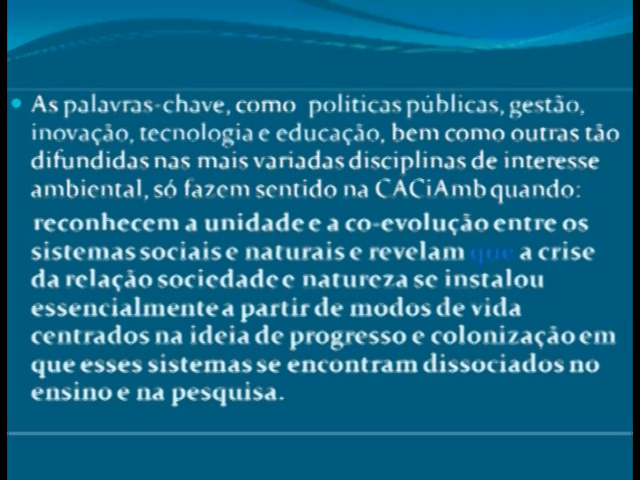 As palavras-chave, como políticas públicas, gestão,
inovação, tecnologia e educação, bem como outras tão
difundidas nas mais variadas disciplinas de interesse
ambiental, só fazem sentido na CACiAmb quando:
reconhecem a unidade e a co-evolução entre os
sistemas sociais e naturais e revelam que a crise
da relação sociedade e natureza se instalou
essencialmente a partir de modos de vida
centrados na ideia de progresso e colonização em
que esses sistemas se encontram dissociados no
ensino e na pesquisa.